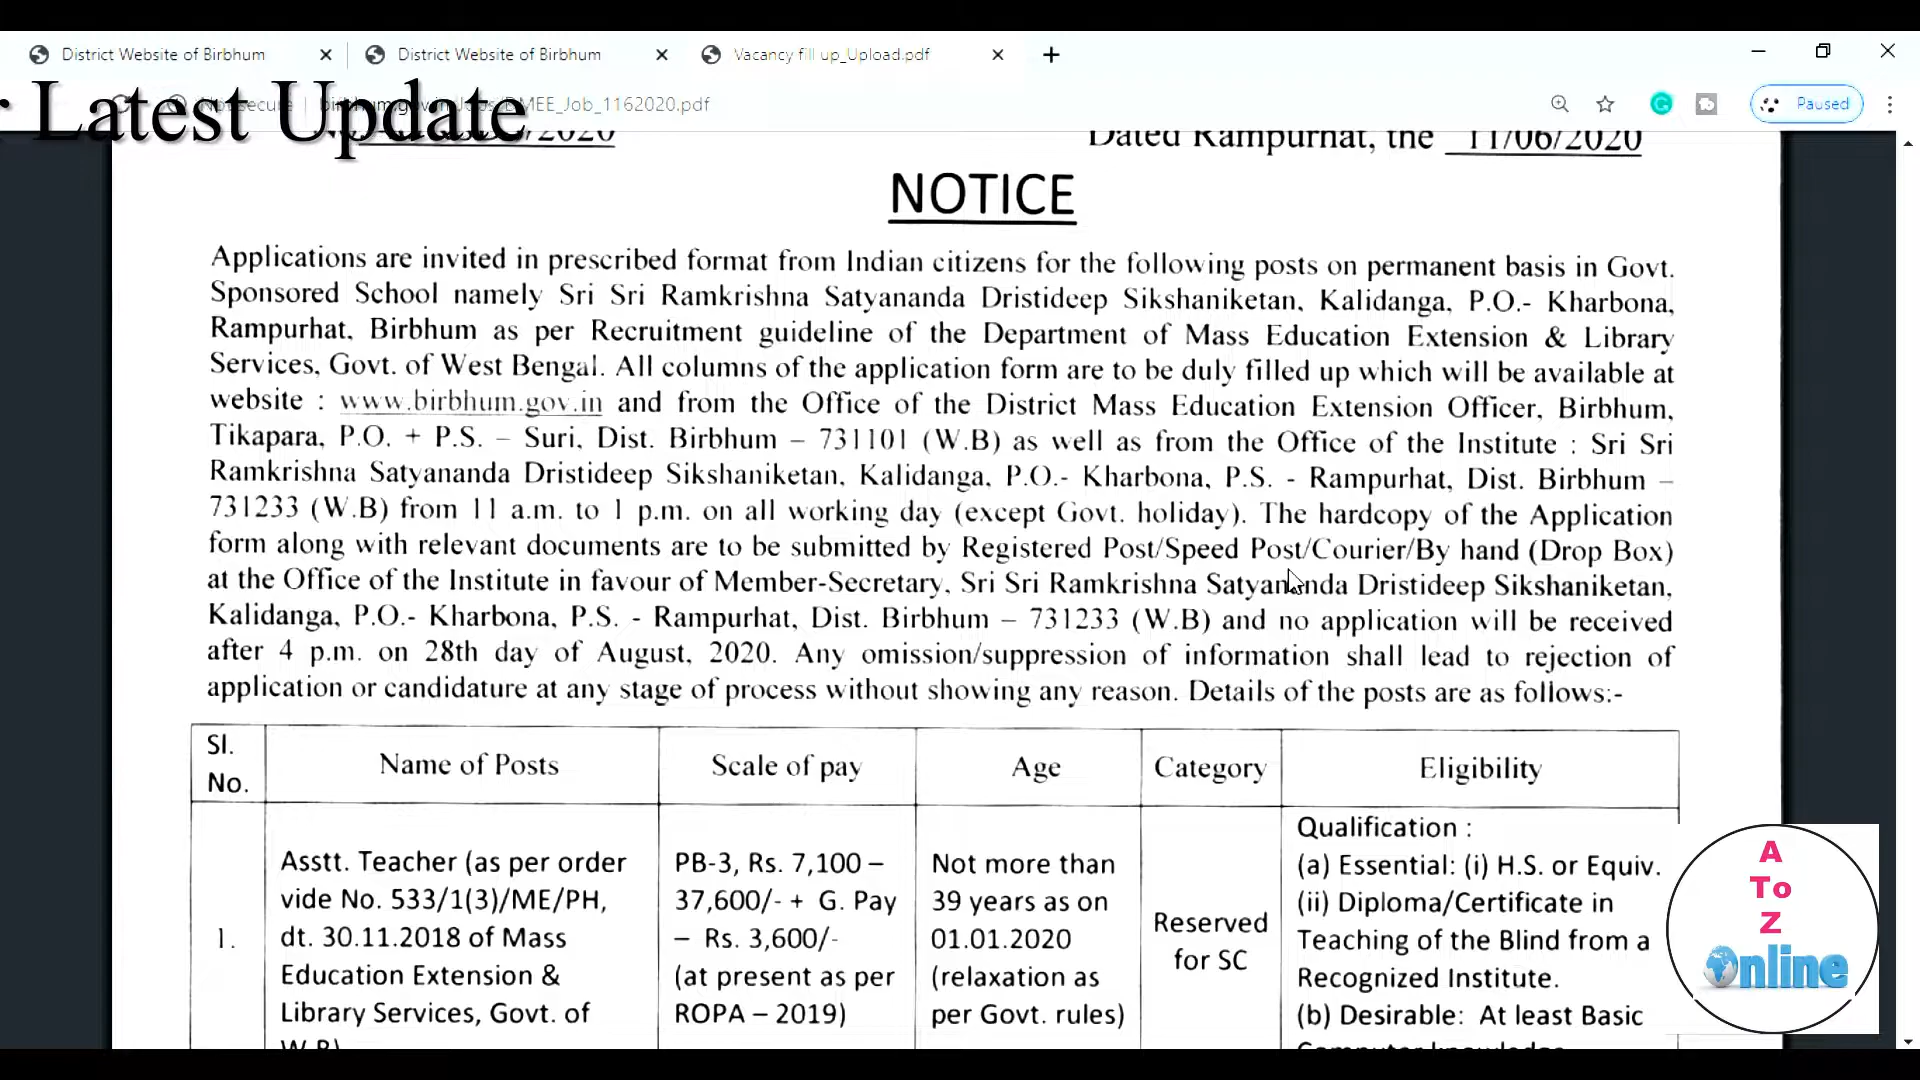 District Website of Birbhum
District Website of Birbhum
Vacancy fill up_Upload.pdf
Latest Update
Not secure
MEE_Job_1162020.pdf
Paused
/2020
Dated Rampurhat, the 11/06/2020
NOTICE
Applications are invited in prescribed format from Indian citizens for the following posts on permanent basis in Govt.
Sponsored School namely Sri Sri Ramkrishna Satyananda Dristideep Sikshaniketan, Kalidanga, P.O.- Kharbona,
Rampurhat, Birbhum as per Recruitment guideline of the Department of Mass Education Extension & Library
Services, Govt. of West Bengal. All columns of the application form are to be duly filled up which will be available at
website : www.birbhum.gov.in and from the Office of the District Mass Education Extension Officer, Birbhum,
Tikapara, P.O. + P.S. – Suri, Dist. Birbhum – 731101 (W.B) as well as from the Office of the Institute : Sri Sri
Ramkrishna Satyananda Dristideep Sikshaniketan, Kalidanga, P.O.- Kharbona, P.S. - Rampurhat, Dist. Birbhum –
731233 (W.B) from 11 a.m. to 1 p.m. on all working day (except Govt. holiday). The hardcopy of the Application
form along with relevant documents are to be submitted by Registered Post/Speed Post/Courier/By hand (Drop Box)
at the Office of the Institute in favour of Member-Secretary, Sri Sri Ramkrishna Satyananda Dristideep Sikshaniketan,
Kalidanga, P.O.- Kharbona, P.S. - Rampurhat, Dist. Birbhum – 731233 (W.B) and no application will be received
after 4 p.m. on 28th day of August, 2020. Any omission/suppression of information shall lead to rejection of
application or candidature at any stage of process without showing any reason. Details of the posts are as follows:-
Sl. No.
Name of Posts
Scale of pay
Age
Category
Eligibility
1.
Asstt. Teacher (as per order
vide No. 533/1(3)/ME/PH,
dt. 30.11.2018 of Mass
Education Extension &
Library Services, Govt. of
W.B)
PB-3, Rs. 7,100 –
37,600/- + G. Pay
– Rs. 3,600/-
(at present as per
ROPA – 2019)
Not more than
39 years as on
01.01.2020
(relaxation as
per Govt. rules)
Reserved
for SC
Qualification :
(a) Essential: (i) H.S. or Equiv.
(ii) Diploma/Certificate in
Teaching of the Blind from a
Recognized Institute.
(b) Desirable: At least Basic
Computer knowledge
A
To
Z
Online